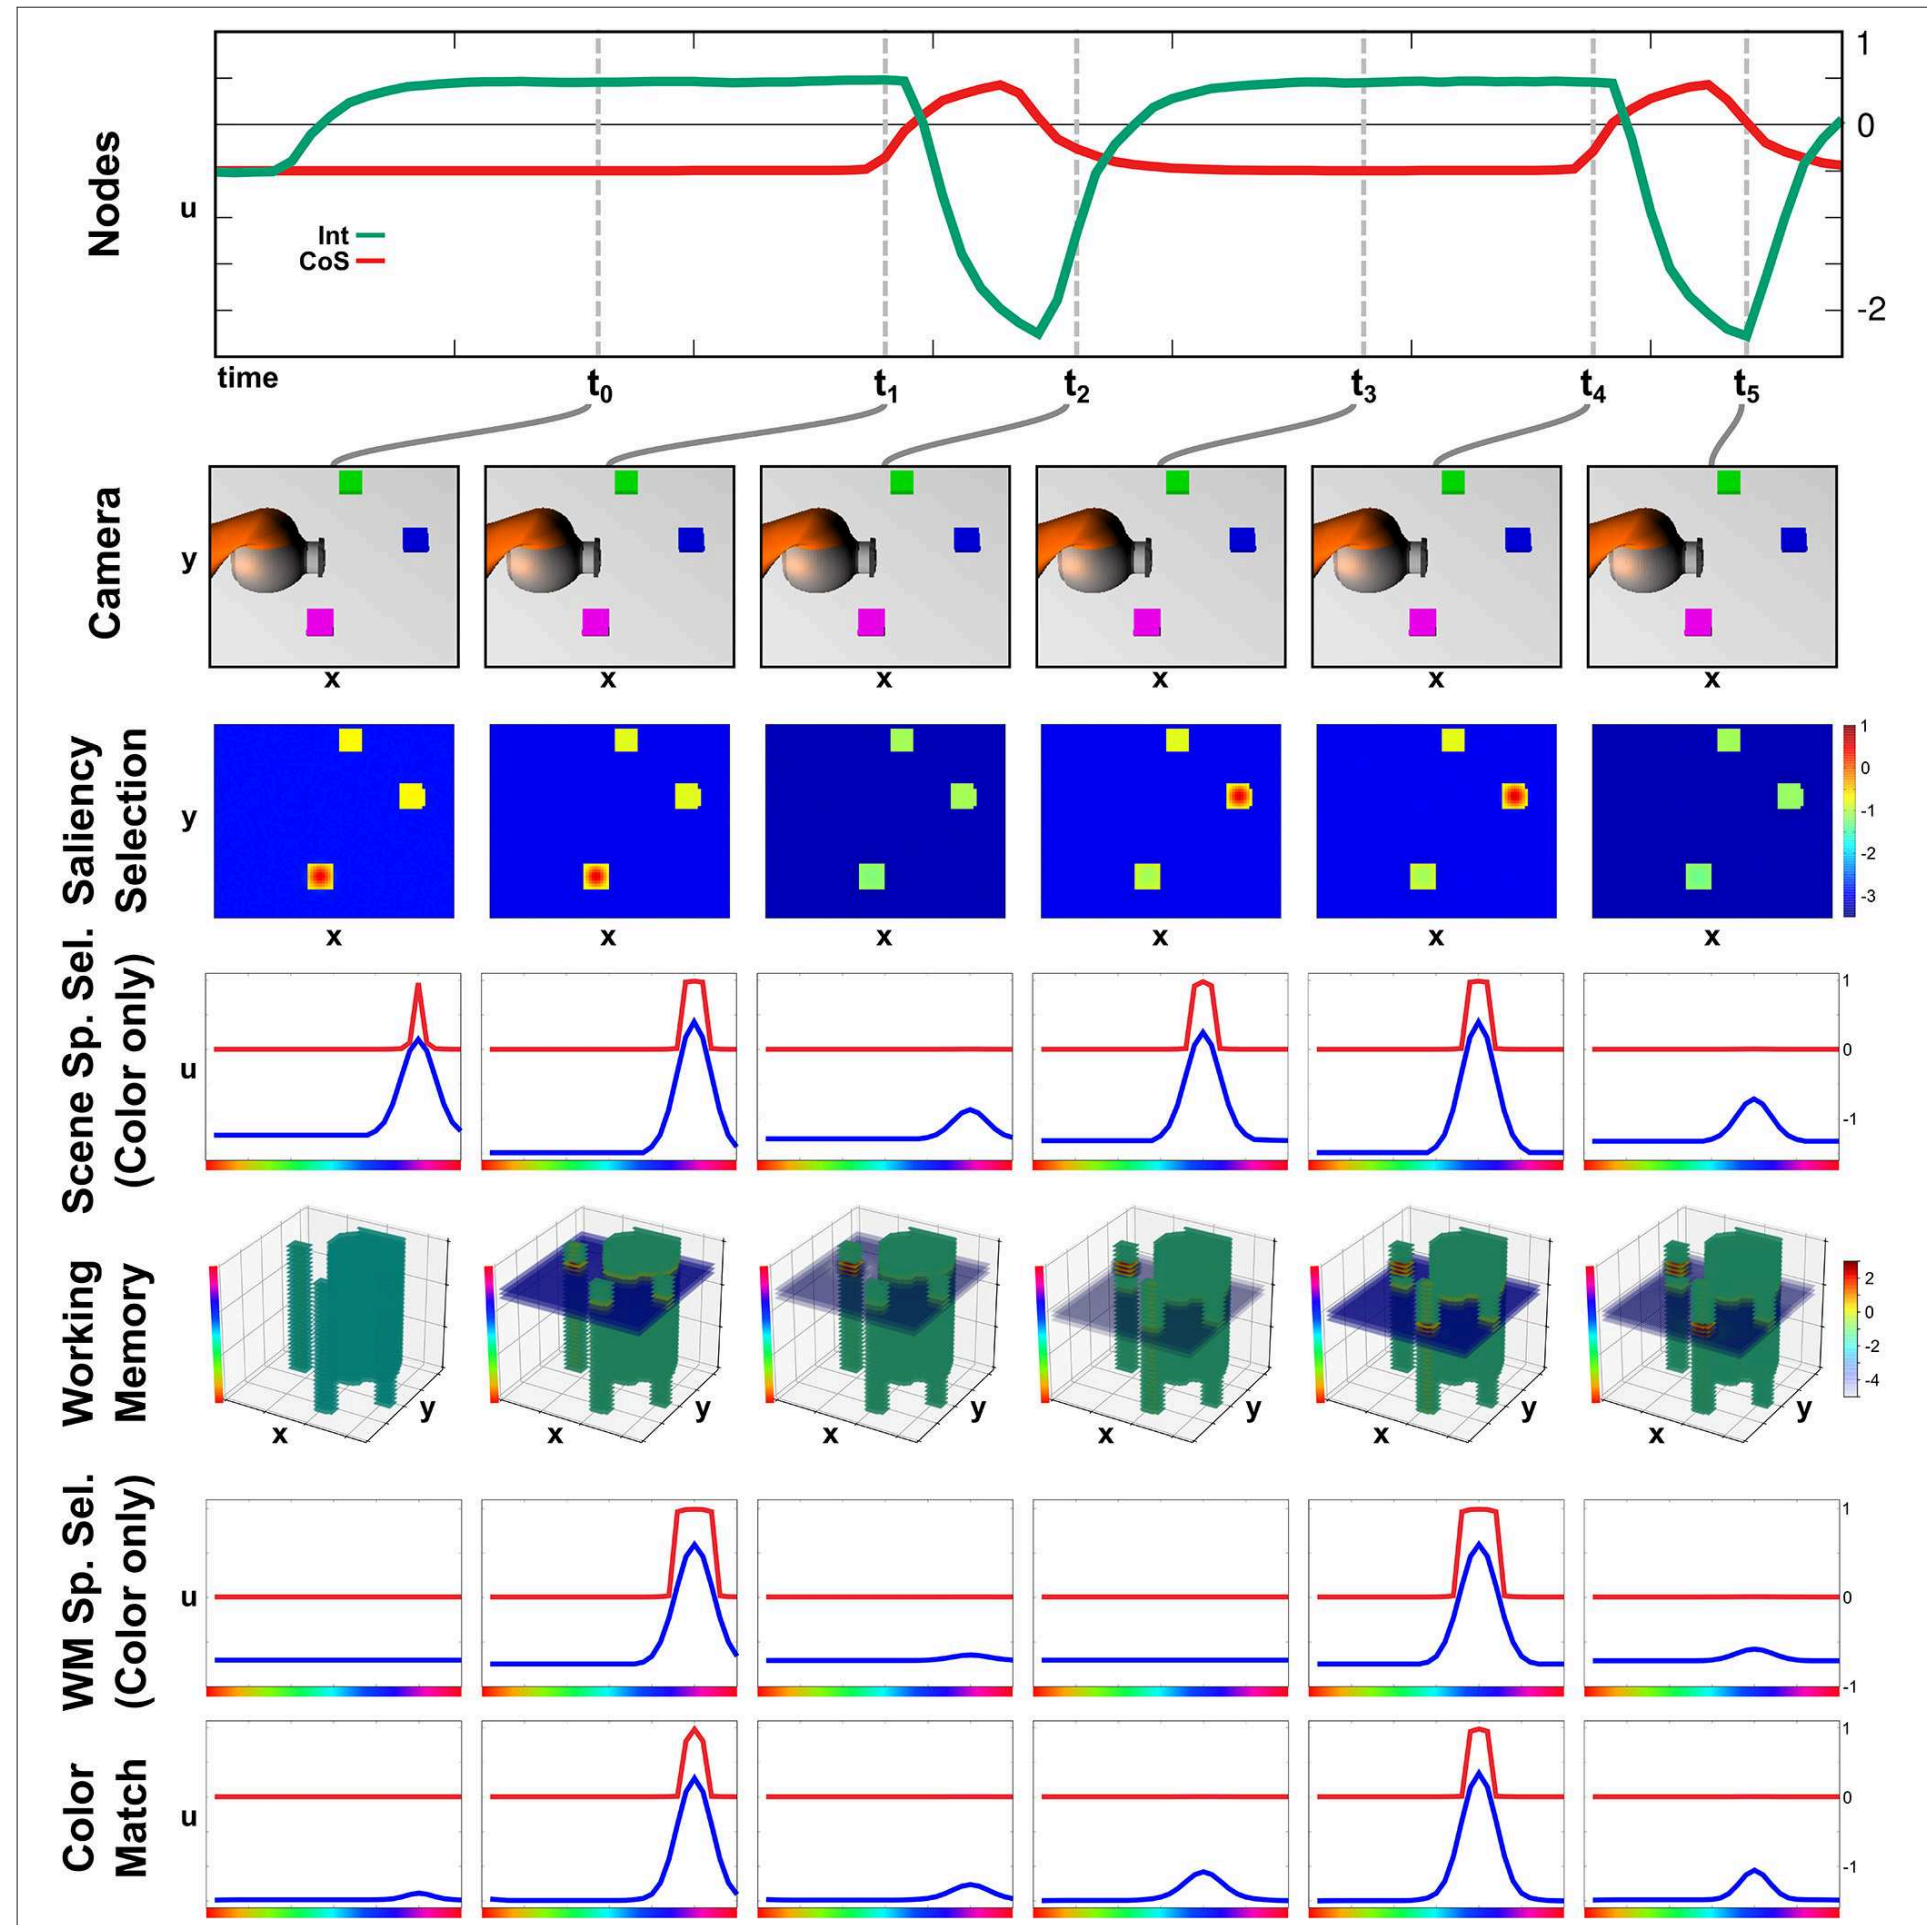 1
0
-2
Nodes
u
Int
CoS
time
t0
t1
t2
t3
t4
t5
Camera
y
x
x
x
x
x
x
Saliency
Selection
y
1
0
-1
-2
-3
x
x
x
x
x
x
Scene Sp. Sel.
(Color only)
u
1
0
-1
Working
Memory
2
0
-2
-4
x
y
x
y
x
y
x
y
x
y
x
y
WM Sp. Sel.
(Color only)
u
1
0
-1
Color
Match
u
1
0
-1